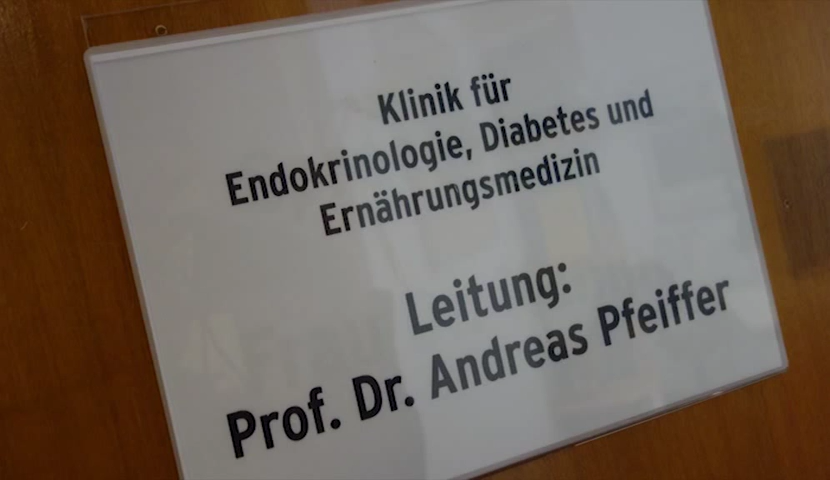 Klinik für
Endokrinologie, Diabetes und
Ernährungsmedizin
Leitung:
Prof. Dr. Andreas Pfeiffer